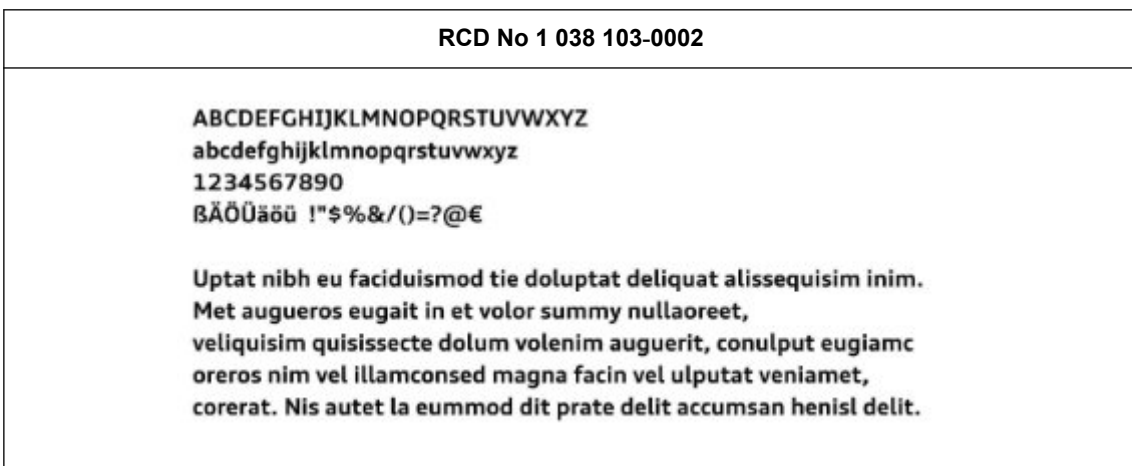 RCD No 1 038 103-0002
ABCDEFGHIJKLMNOPQRSTUVWXYZ
abcdefghijklmnopqrstuvwxyz
1234567890
ßÄÖÜäöü !"$%&/()=?@€
Uptat nibh eu faciduismod tie doluptat deliquat alissequisim inim.
Met augueros eugait in et volor summy nullaoreet,
veliquisim quisissecte dolum volenim auguerit, conulput eugiamc
oreros nim vel illamconsed magna facin vel ulputat veniamet,
corerat. Nis autet la eummod dit prate delit accumsan henisl delit.